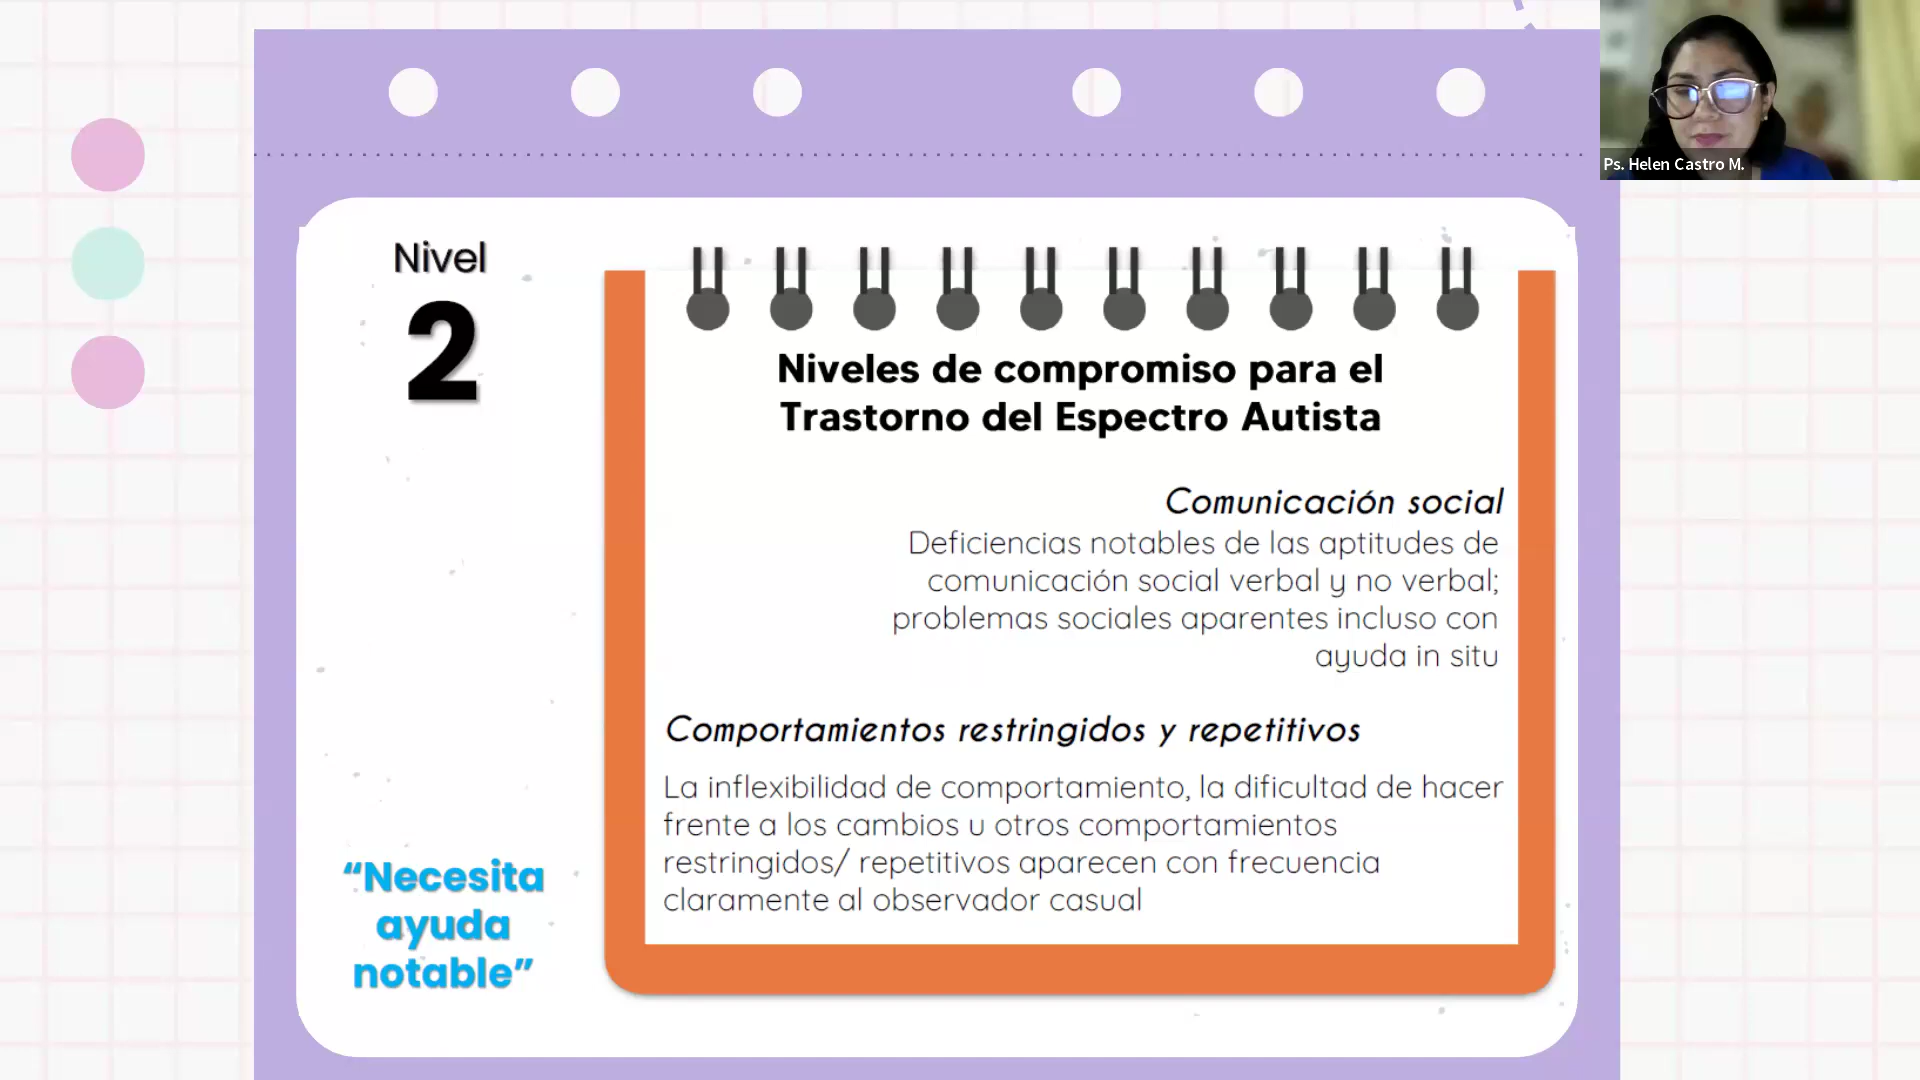 Ps. Helen Castro M.
Nivel
2
Niveles de compromiso para el
Trastorno del Espectro Autista
Comunicación social
Deficiencias notables de las aptitudes de
comunicación social verbal y no verbal;
problemas sociales aparentes incluso con
ayuda in situ
Comportamientos restringidos y repetitivos
La inflexibilidad de comportamiento, la dificultad de hacer
frente a los cambios u otros comportamientos
restringidos/ repetitivos aparecen con frecuencia
claramente al observador casual
“Necesita
ayuda
notable”